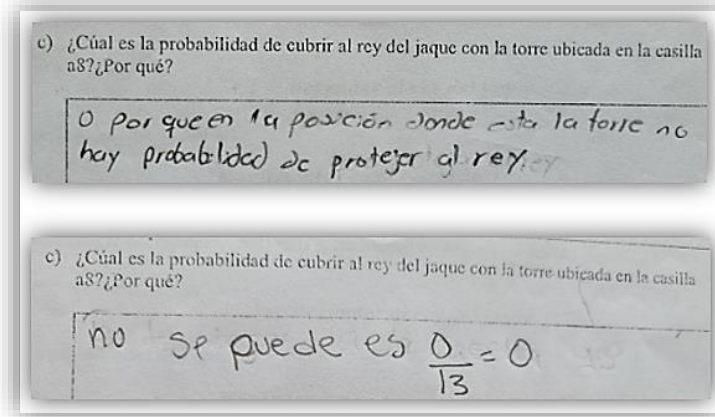 c) ¿Cúal es la probabilidad de cubrir al rey del jaque con la torre ubicada en la casilla
a8?¿Por qué?
0 por que en la posición donde esta la torre no
hay probabilidad de protejer al rey.
c) ¿Cúal es la probabilidad de cubrir al rey del jaque con la torre ubicada en la casilla
a8?¿Por qué?
no se puede es 0/13 = 0